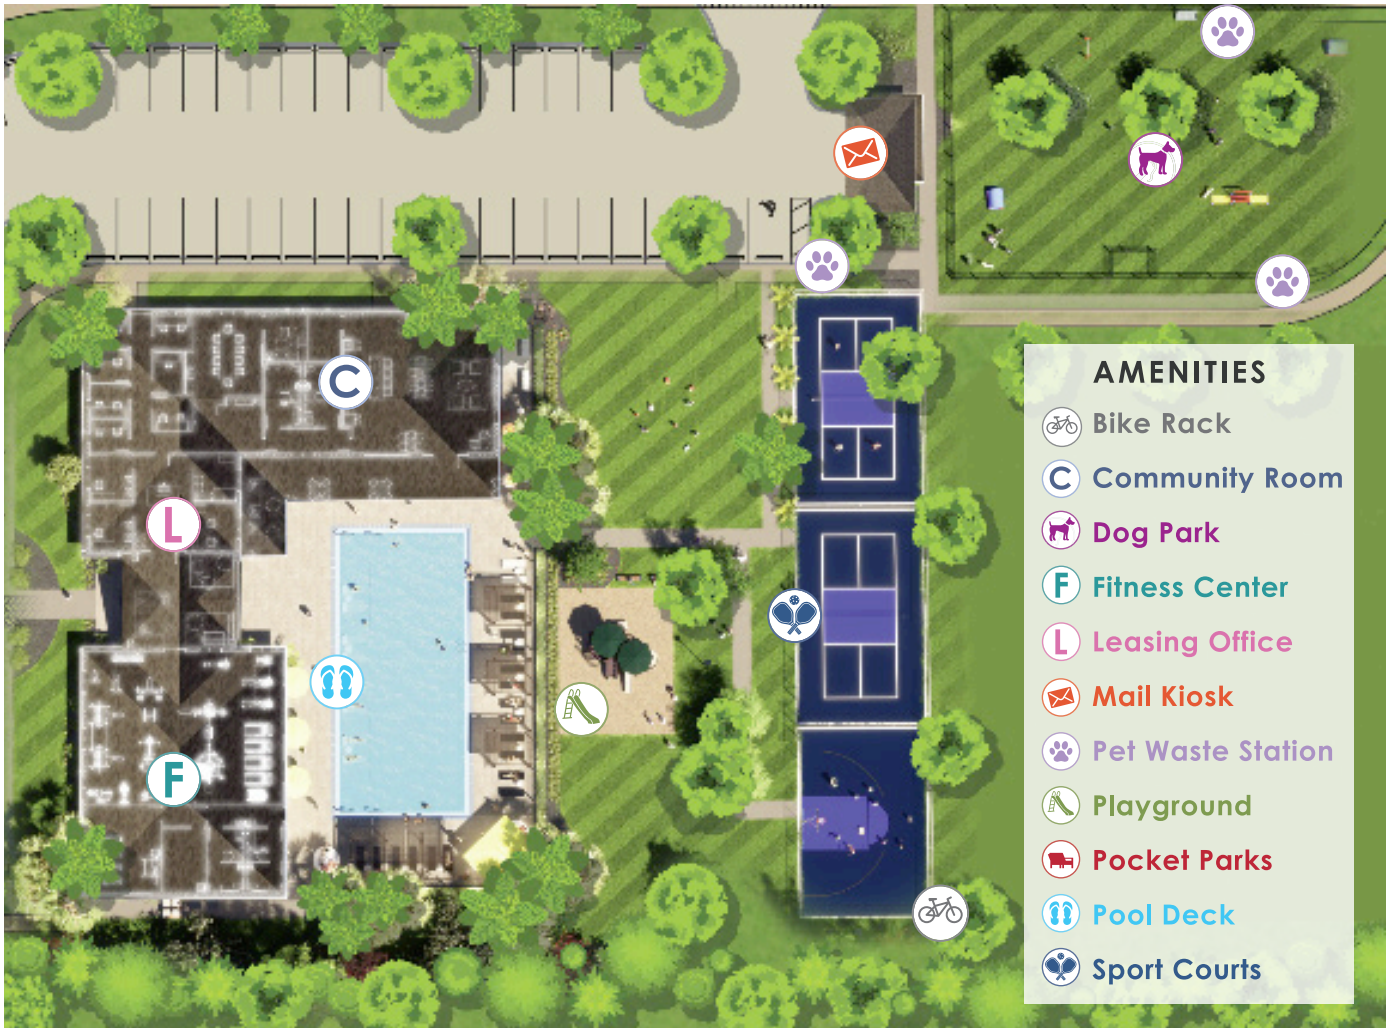 C
L
F
AMENITIES
Bike Rack
C Community Room
Dog Park
F Fitness Center
L Leasing Office
Mail Kiosk
Pet Waste Station
Playground
Pocket Parks
Pool Deck
Sport Courts